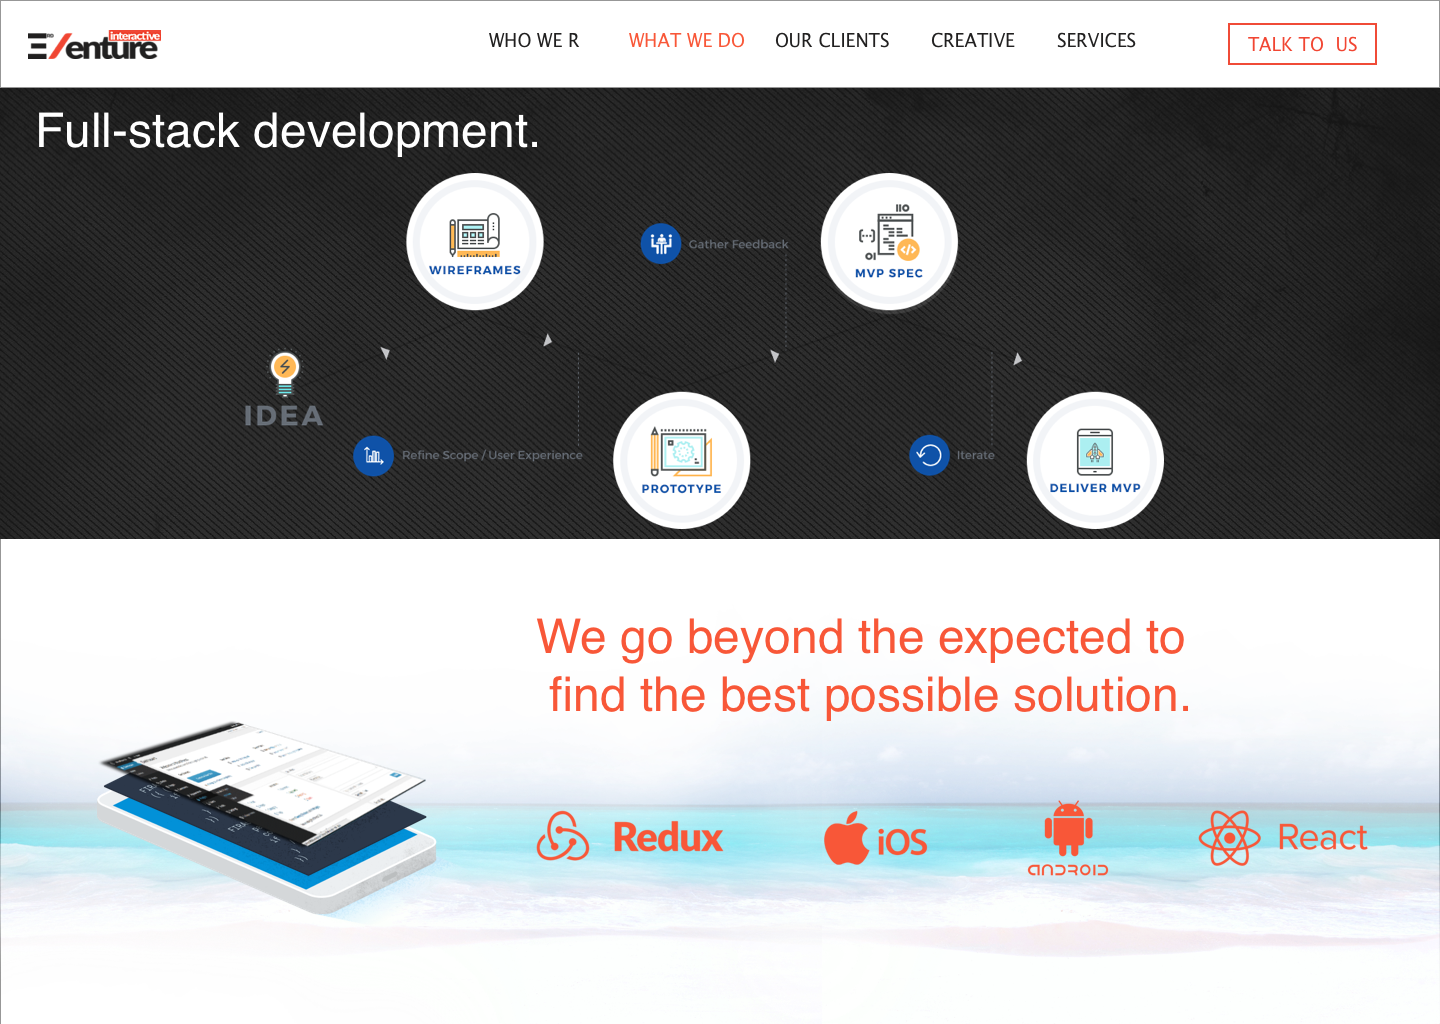 interactive
Eventure
WHO WE R
WHAT WE DO
OUR CLIENTS
CREATIVE
SERVICES
TALK TO  US
Full-stack development.
WIREFRAMES
Gather Feedback
IIO
{--}
</>
OI
MVP SPEC
IDEA
Refine Scope / User Experience
PROTOTYPE
Iterate
DELIVER MVP
We go beyond the expected to
find the best possible solution.
Redux
iOS
ANDROID
React